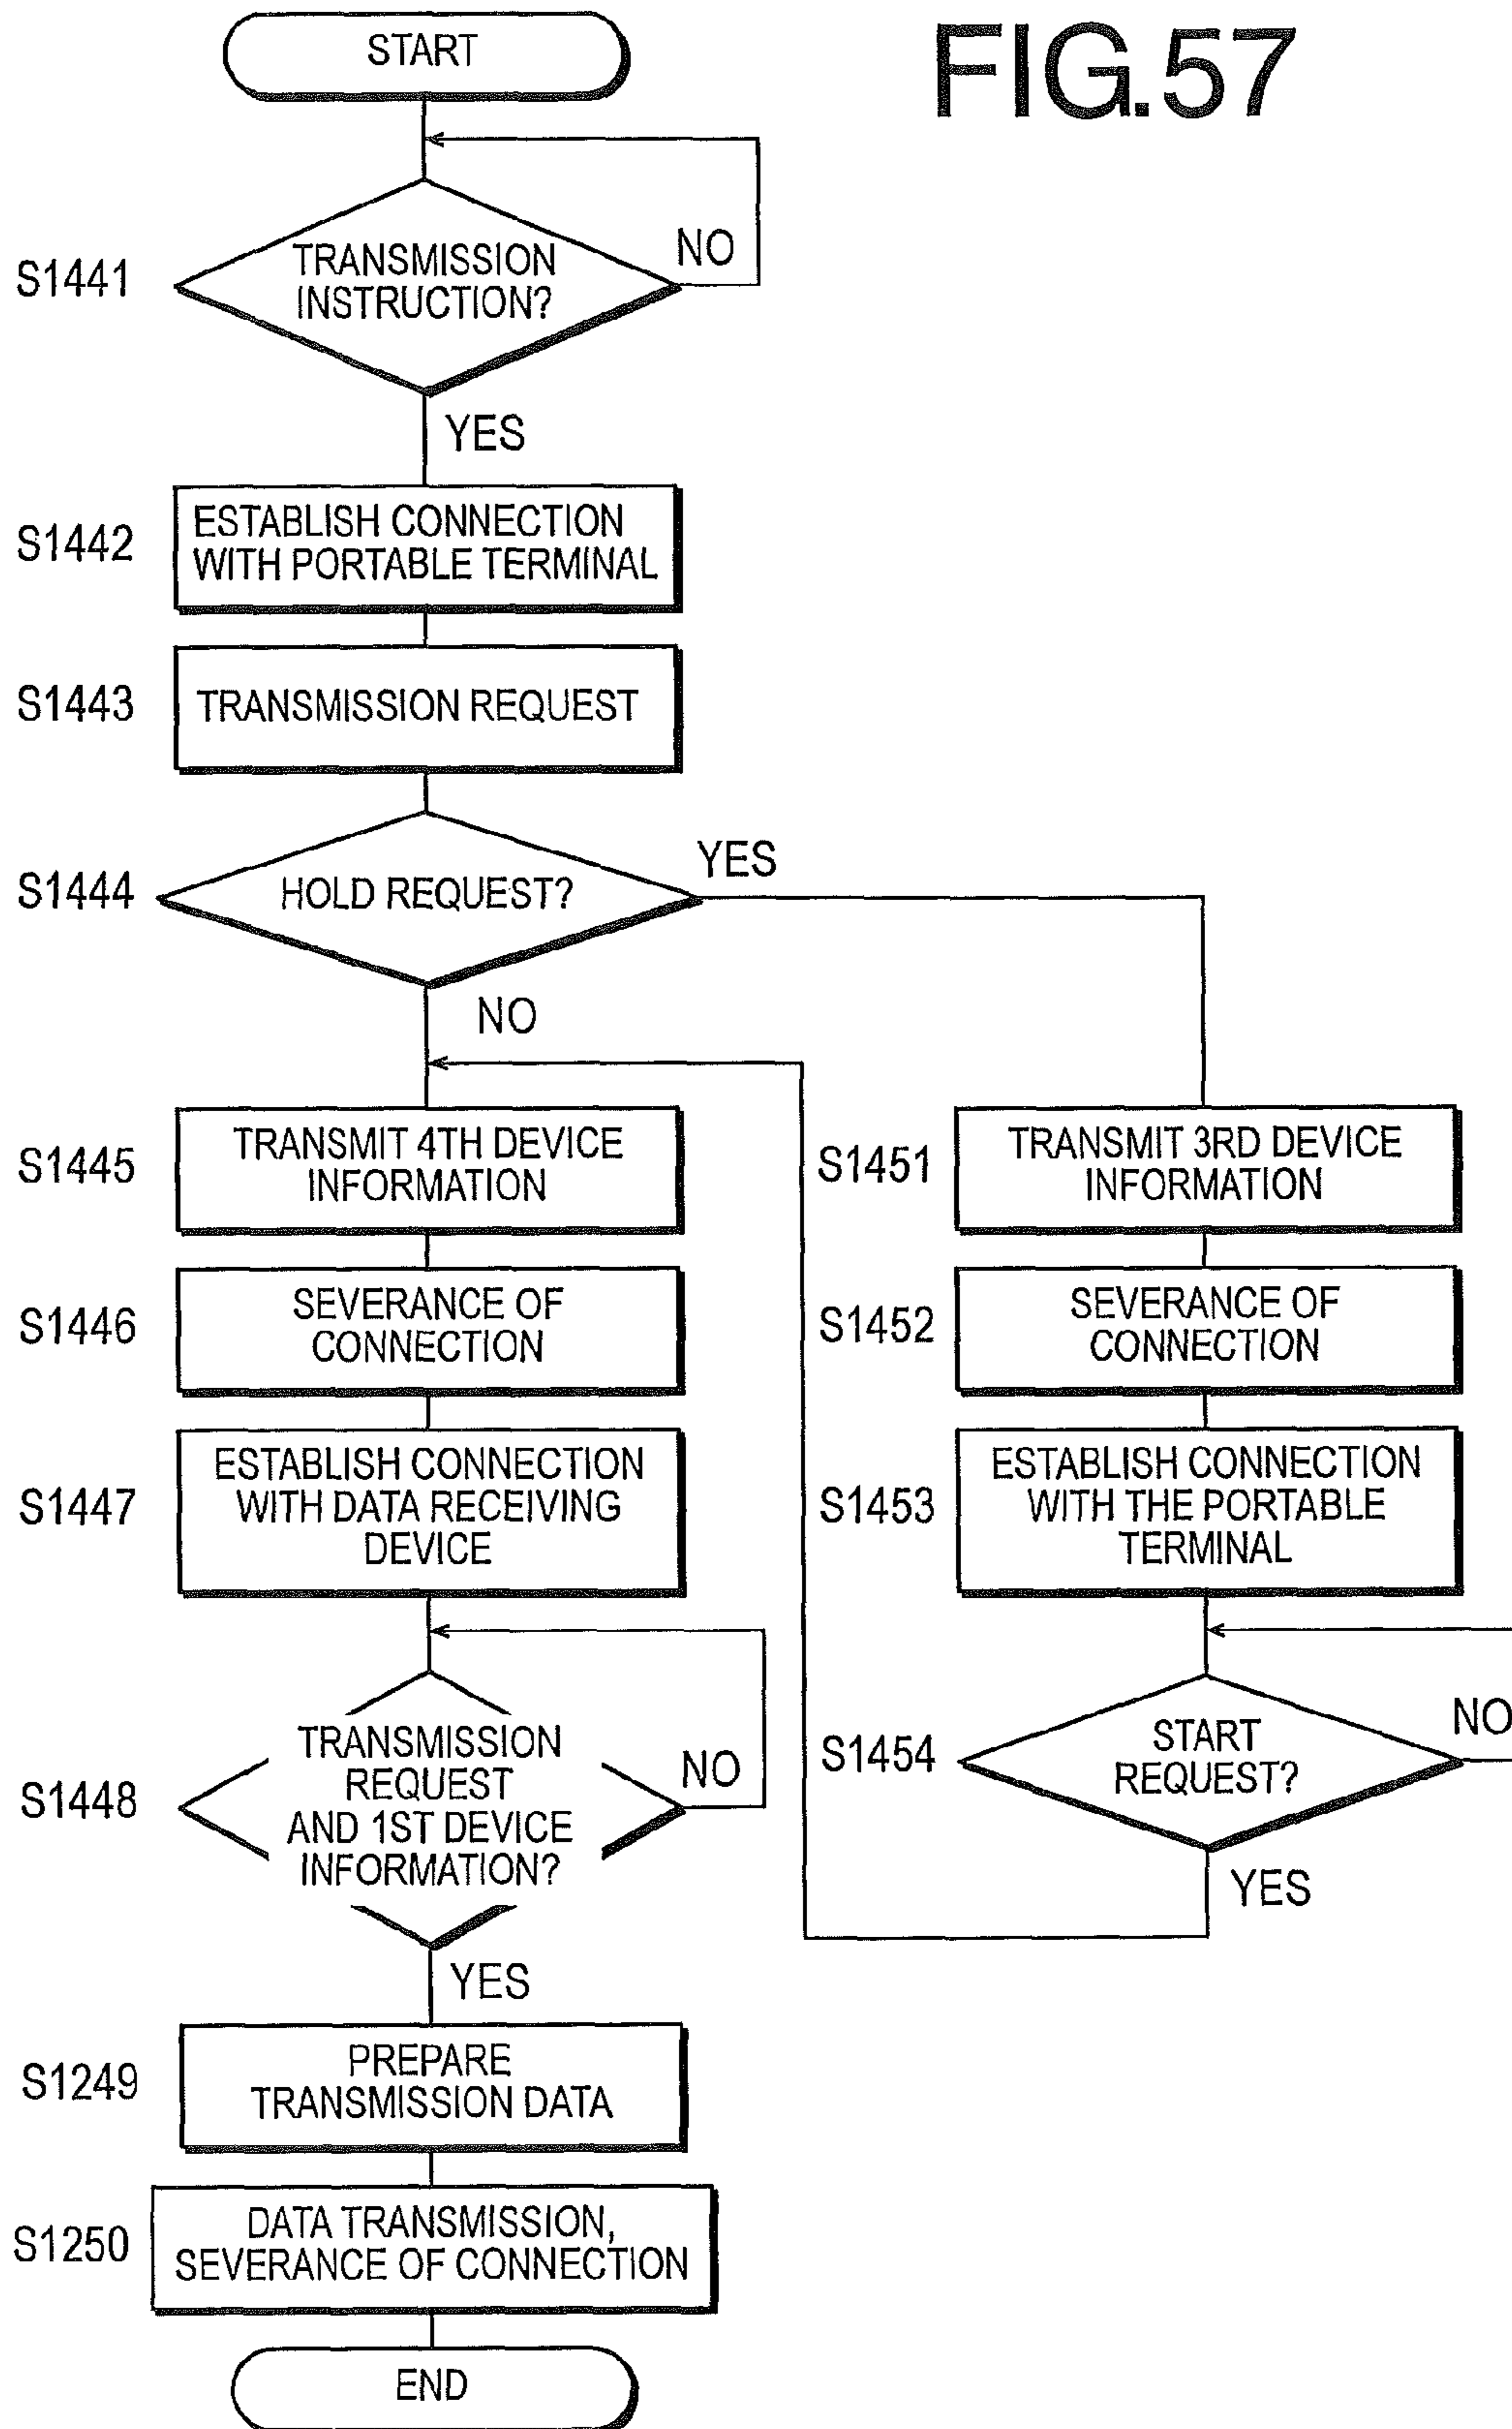 FIG.57
START
S1441
TRANSMISSION
INSTRUCTION?
NO
YES
S1442
ESTABLISH CONNECTION
WITH PORTABLE TERMINAL
S1443
TRANSMISSION REQUEST
S1444
HOLD REQUEST?
YES
NO
S1445
TRANSMIT 4TH DEVICE
INFORMATION
S1446
SEVERANCE OF
CONNECTION
S1447
ESTABLISH CONNECTION
WITH DATA RECEIVING
DEVICE
S1448
TRANSMISSION
REQUEST
AND 1ST DEVICE
INFORMATION?
NO
YES
S1249
PREPARE
TRANSMISSION DATA
S1250
DATA TRANSMISSION,
SEVERANCE OF CONNECTION
END
S1451
TRANSMIT 3RD DEVICE
INFORMATION
S1452
SEVERANCE OF
CONNECTION
S1453
ESTABLISH CONNECTION
WITH THE PORTABLE
TERMINAL
S1454
START
REQUEST?
NO
YES